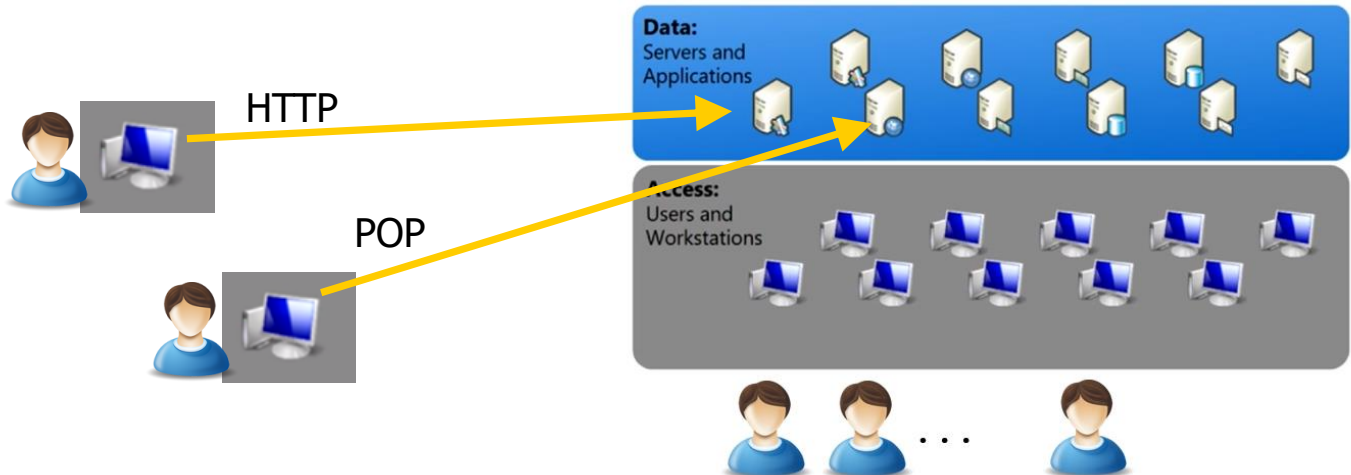 HTTP
POP
Data:
Servers and
Applications
Access:
Users and
Workstations
. . .